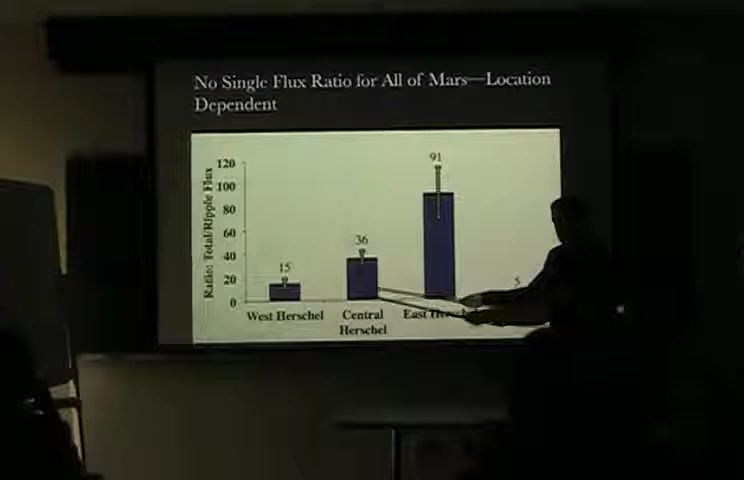 No Single Flux Ratio for All of Mars—Location
Dependent
Ratio: Total/Ripple Flux
120
100
80
60
40
20
0
15
36
91
5
West Herschel
Central
Herschel
East